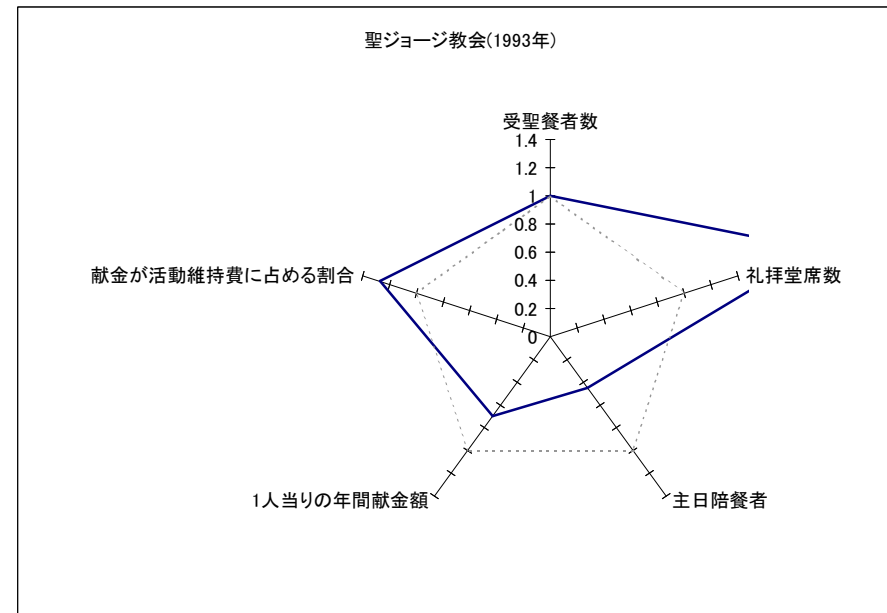 聖ジョージ教会(1993年)
受聖餐者数
1.4
1.2
1
0.8
0.6
0.4
0.2
0
礼拝堂席数
献金が活動維持費に占める割合
1人当りの年間献金額
主日陪餐者